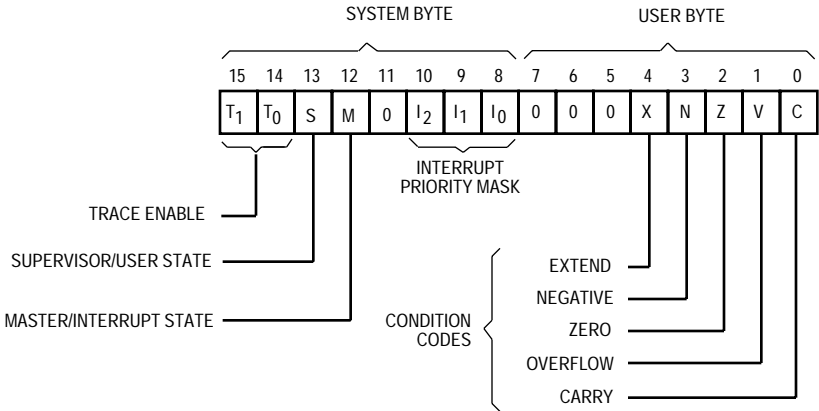 SYSTEM BYTE USER BYTE
15 14 13 12 11 10 9 8 7 6 5 4 3 2 1 0
T1 T0 S M 0 I2 I1 I0 0 0 0 X N Z V C
INTERRUPT
PRIORITY MASK
TRACE ENABLE
SUPERVISOR/USER STATE
MASTER/INTERRUPT STATE
CONDITION
CODES
EXTEND
NEGATIVE
ZERO
OVERFLOW
CARRY